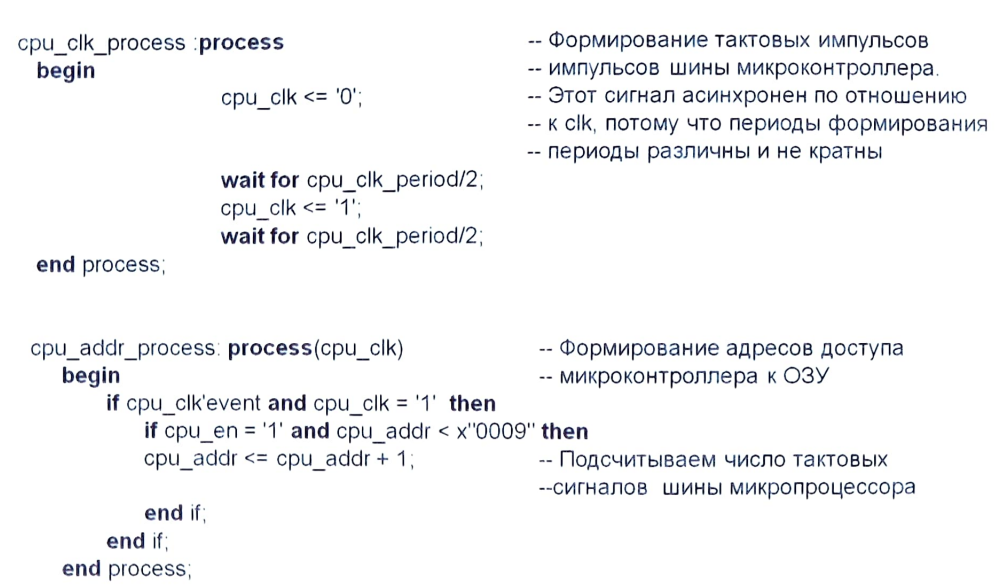 cpu_clk_process :process -- Формирование тактовых импульсов
begin -- импульсов шины микроконтроллера.
cpu_clk <= '0'; -- Этот сигнал асинхронен по отношению
-- к clk, потому что периоды формирования
-- периоды различны и не кратны
wait for cpu_clk_period/2;
cpu_clk <= '1';
wait for cpu_clk_period/2;
end process;
cpu_addr_process: process(cpu_clk) -- Формирование адресов доступа
begin -- микроконтроллера к ОЗУ
if cpu_clk'event and cpu_clk = '1' then
if cpu_en = '1' and cpu_addr < x"0009" then
cpu_addr <= cpu_addr + 1; -- Подсчитываем число тактовых
--сигналов шины микропроцессора
end if;
end if;
end process;